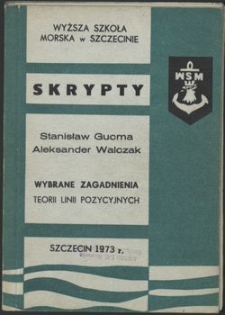 WYŻSZA SZKOŁA
MORSKA w SZCZECINIE
WSM
SKRYPTY
Stanisław Gucma
Aleksander Walczak
WYBRANE ZAGADNIENIA
TEORII LINII POZYCYJNYCH
SZCZECIN 1973 r.